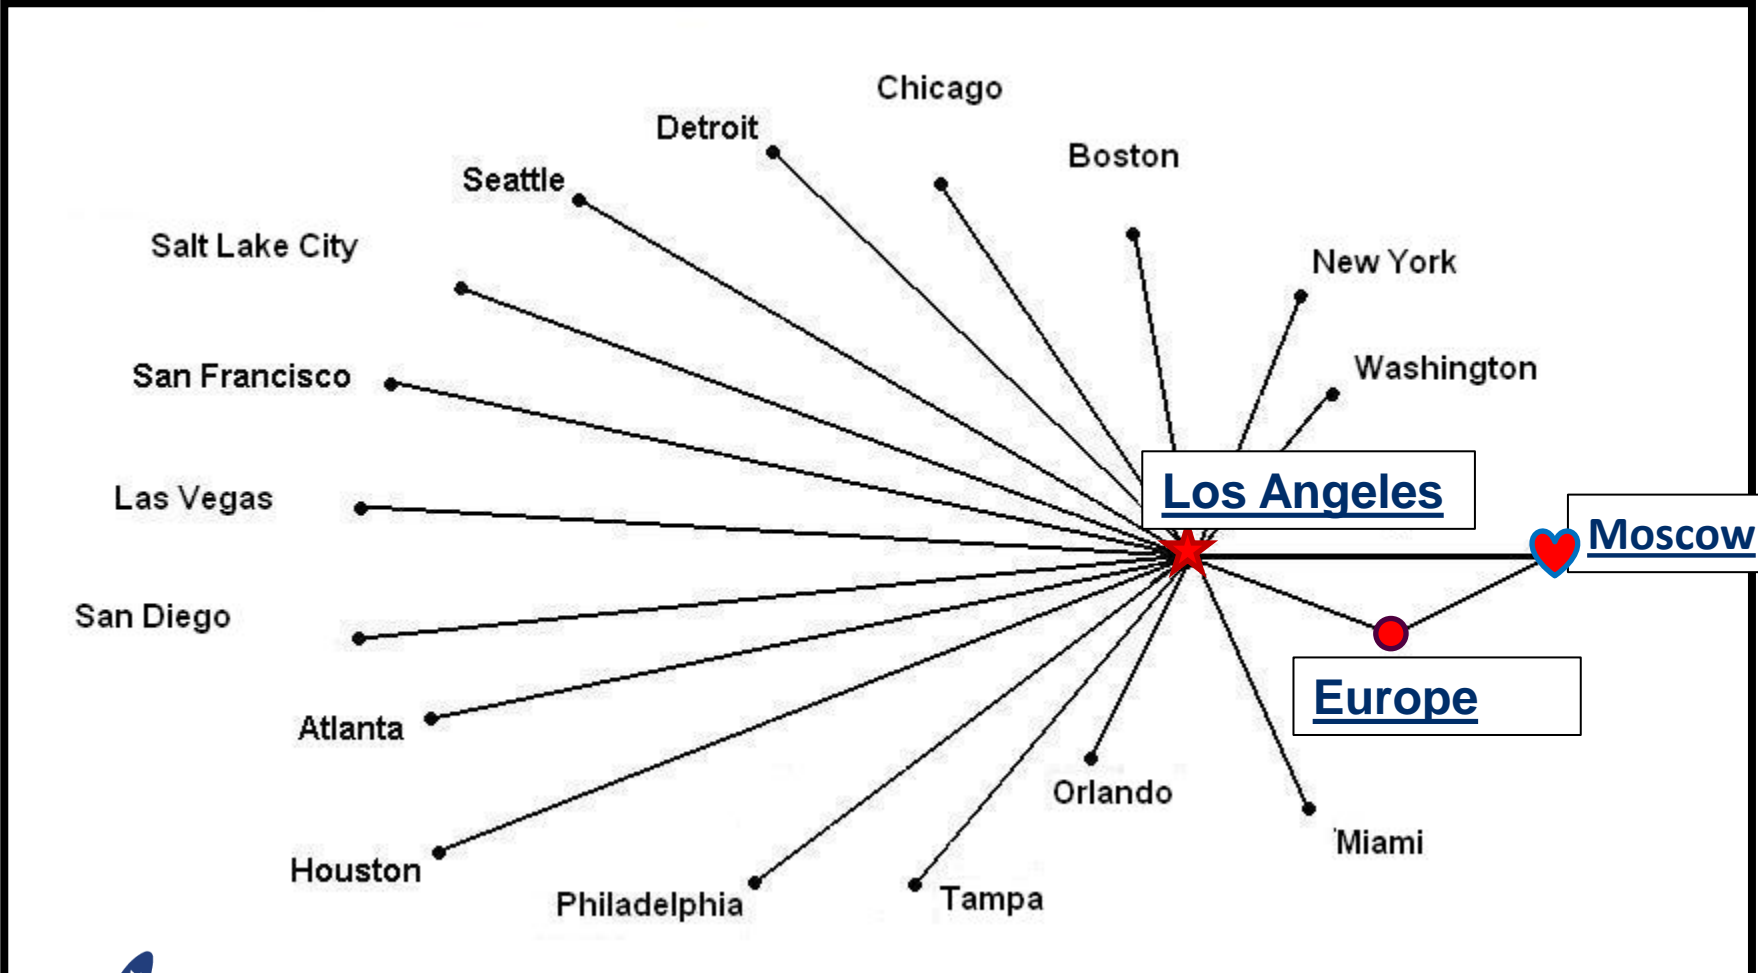 Chicago
Detroit
Boston
Seattle
Salt Lake City
New York
Washington
San Francisco
Los Angeles
Las Vegas
Moscow
San Diego
Europe
Atlanta
Orlando
Miami
Houston
Philadelphia
Tampa